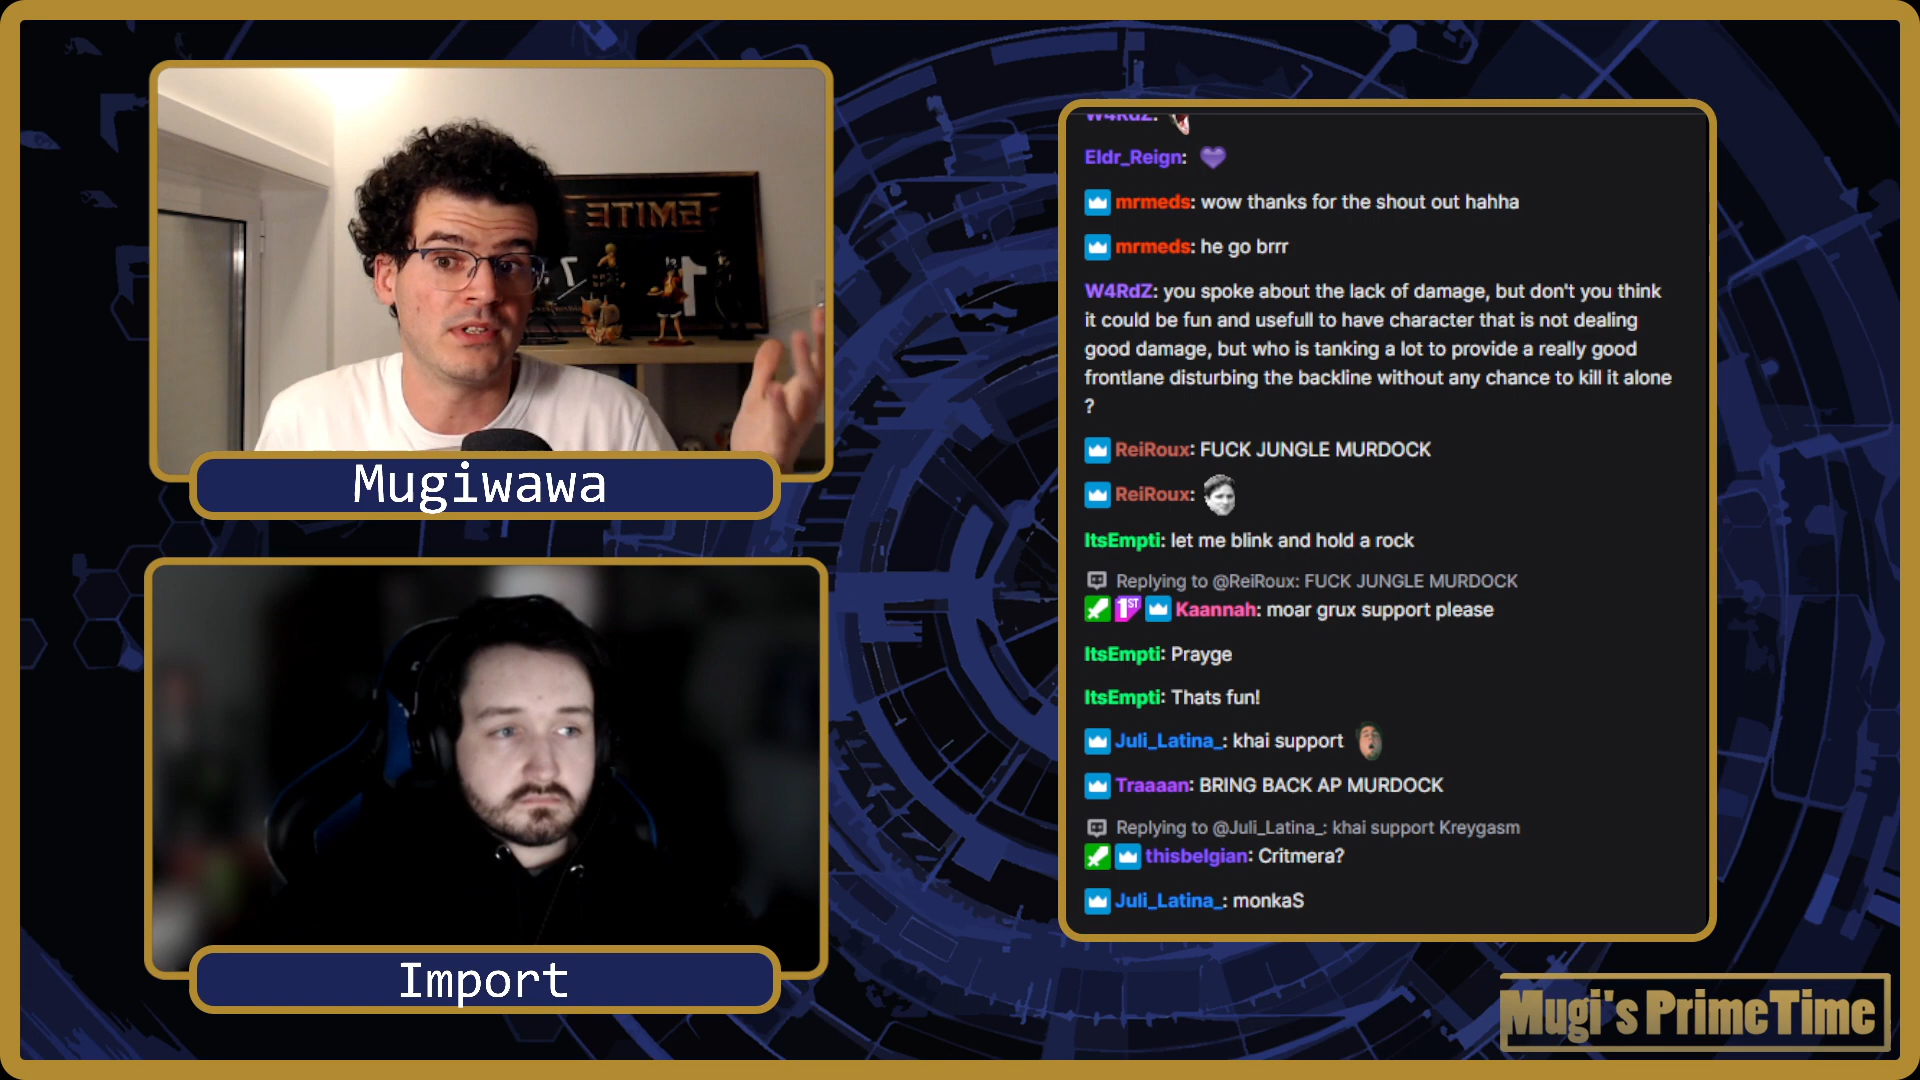 SMITE
7
1
Mugiwawa
Import
W4RdZ:
Eldr_Reign:
mrmeds: wow thanks for the shout out hahha
mrmeds: he go brrr
W4RdZ: you spoke about the lack of damage, but don't you think
it could be fun and usefull to have character that is not dealing
good damage, but who is tanking a lot to provide a really good
frontlane disturbing the backline without any chance to kill it alone
?
ReiRoux: FUCK JUNGLE MURDOCK
ReiRoux:
ItsEmpti: let me blink and hold a rock
Replying to @ReiRoux: FUCK JUNGLE MURDOCK
1ST Kaannah: moar grux support please
ItsEmpti: Prayge
ItsEmpti: Thats fun!
Juli_Latina_: khai support
Traaaan: BRING BACK AP MURDOCK
Replying to @Juli_Latina_: khai support Kreygasm
thisbelgian: Critmera?
Juli_Latina_: monkaS
Mugi's PrimeTime